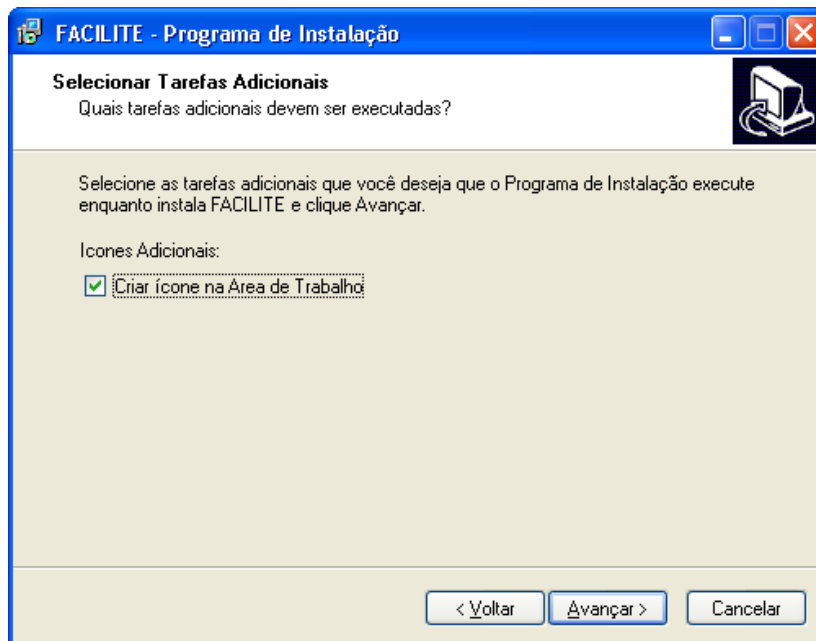 FACILITE - Programa de Instalação
Selecionar Tarefas Adicionais
Quais tarefas adicionais devem ser executadas?
Selecione as tarefas adicionais que você deseja que o Programa de Instalação execute
enquanto instala FACILITE e clique Avançar.
Icones Adicionais:
Criar ícone na Area de Trabalho
< Voltar Avançar > Cancelar